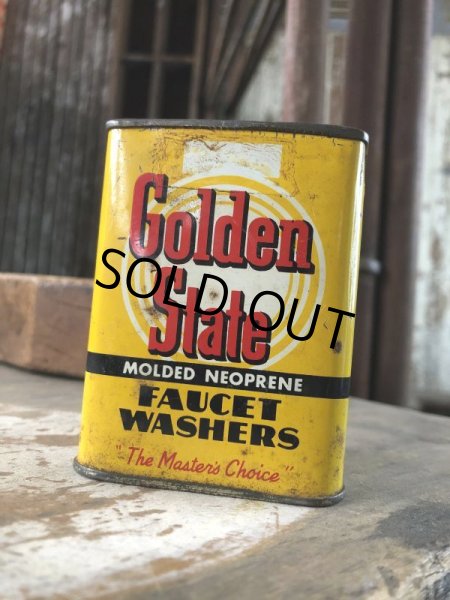 Golden
SOLD OUT
State
MOLDED NEOPRENE
FAUCET
WASHERS
"The Master's Choice"